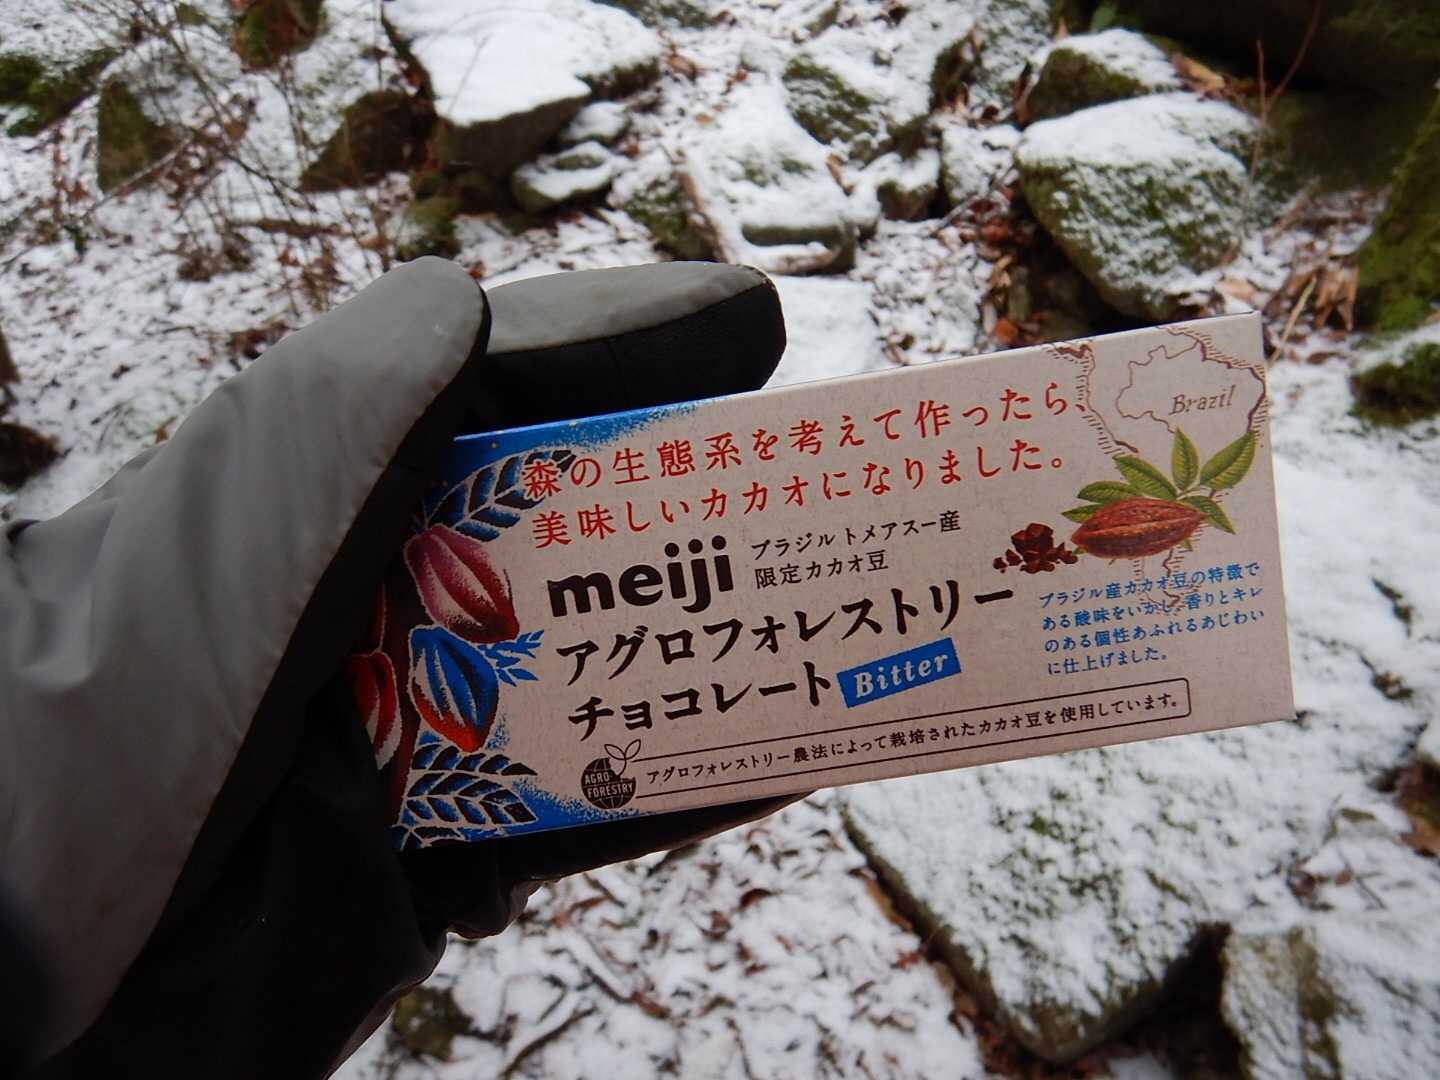 森の生態系を考えて作ったら、
美味しいカカオになりました。
Brazil
meiji
ブラジルトメアスー産
限定カカオ豆
アグロフォレストリー
チョコレート Bitter
ブラジル産カカオ豆の特徴で
ある酸味をいかし、香りとキレ
のある個性あふれるあじわい
に仕上げました。
AGRO-
FORESTRY
アグロフォレストリー農法によって栽培されたカカオ豆を使用しています。